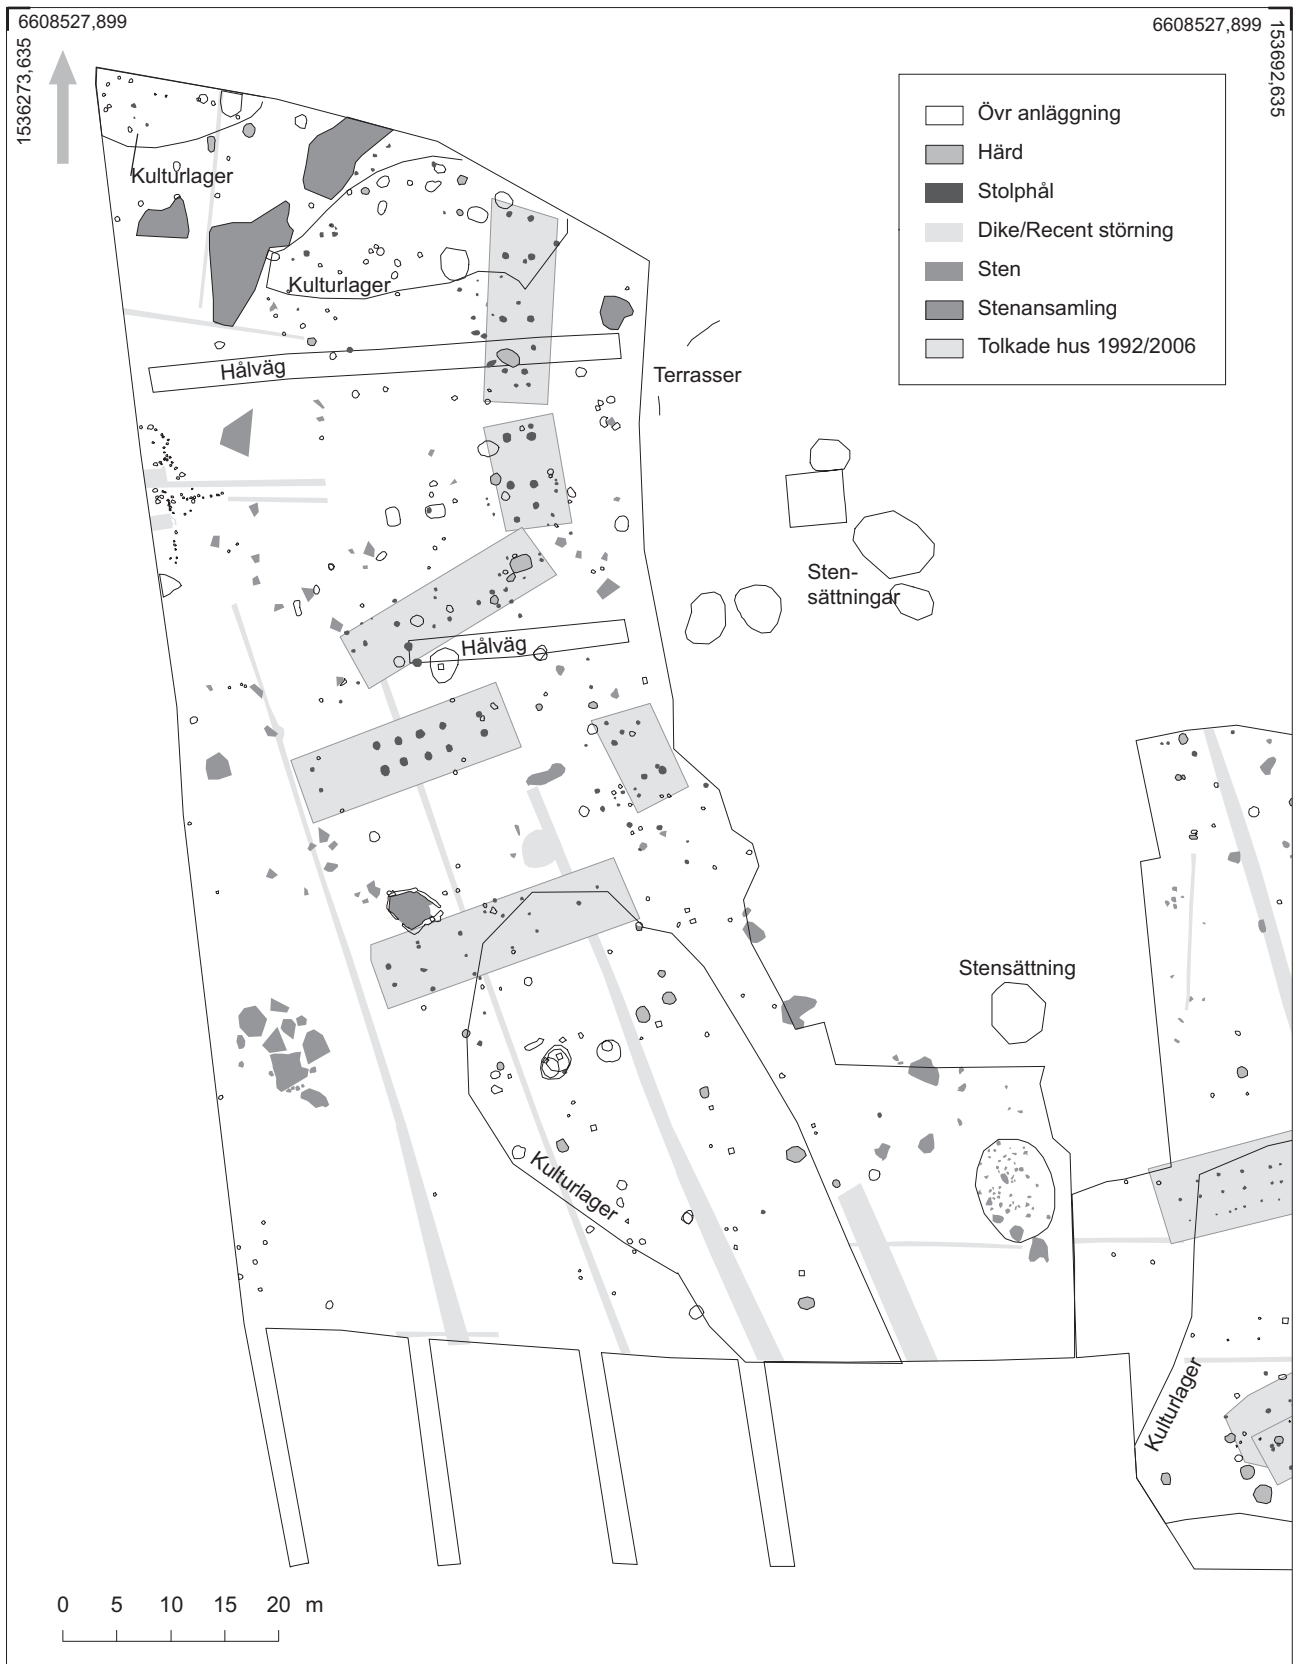 6608527,899
6608527,899
1536273,635
153692,635
Övr anläggning
Härd
Stolphål
Dike/Recent störning
Sten
Stenansamling
Tolkade hus 1992/2006
Kulturlager
Kulturlager
Hålväg
Terrasser
Sten-
sättningar
Hålväg
Stensättning
Kulturlager
Kulturlager
0 5 10 15 20 m